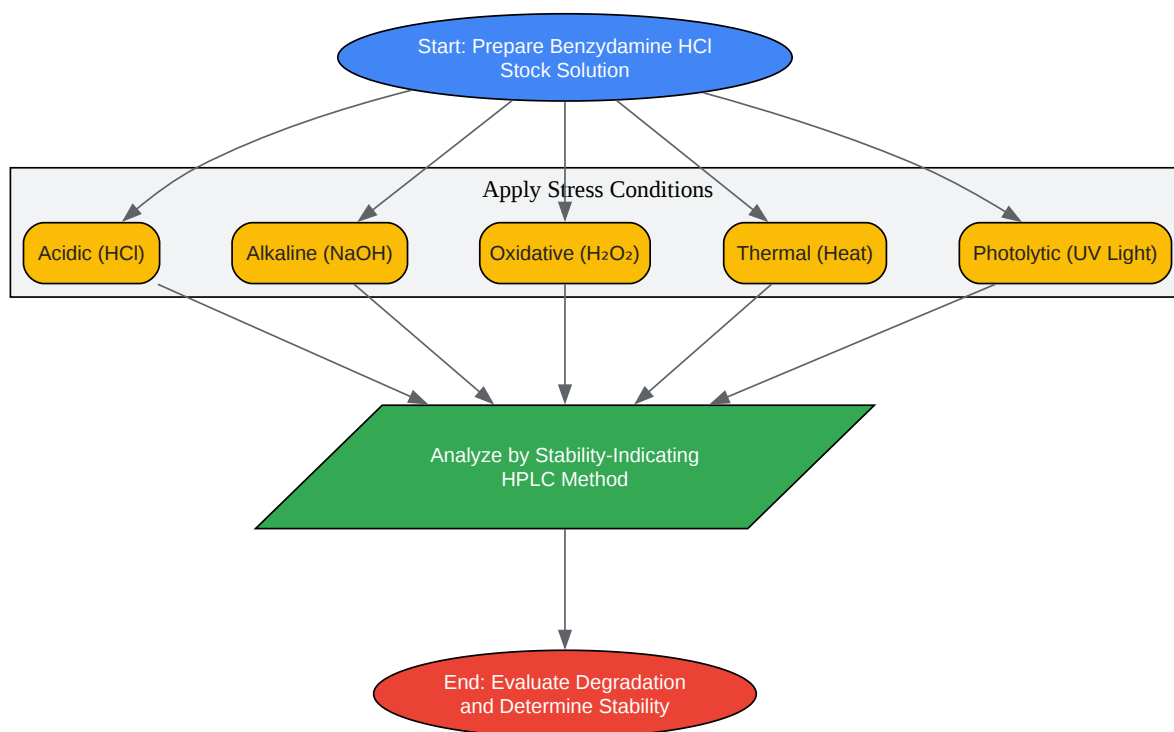 Start: Prepare Benzydamine HCl
Stock Solution
Apply Stress Conditions
Acidic (HCl)
Alkaline (NaOH)
Oxidative (H₂O₂)
Thermal (Heat)
Photolytic (UV Light)
Analyze by Stability-Indicating
HPLC Method
End: Evaluate Degradation
and Determine Stability